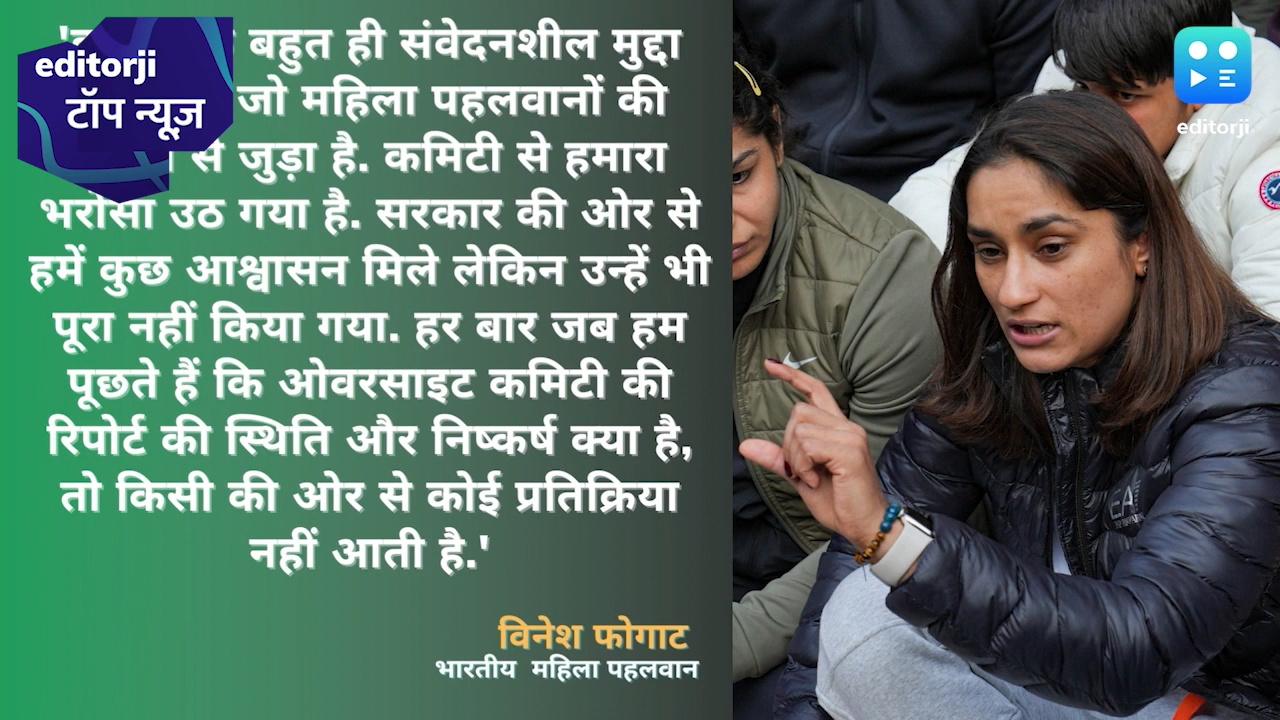 बहुत ही संवेदनशील मुद्दा
जो महिला पहलवानों की
से जुड़ा है. कमिटी से हमारा
भरोसा उठ गया है. सरकार की ओर से
हमें कुछ आश्वासन मिले लेकिन उन्हें भी
पूरा नहीं किया गया. हर बार जब हम
पूछते हैं कि ओवरसाइट कमिटी की
रिपोर्ट की स्थिति और निष्कर्ष क्या है,
तो किसी की ओर से कोई प्रतिक्रिया
नहीं आती है.'
विनेश फोगाट
भारतीय महिला पहलवान
editorji
टॉप न्यूज़
editorji
EA7